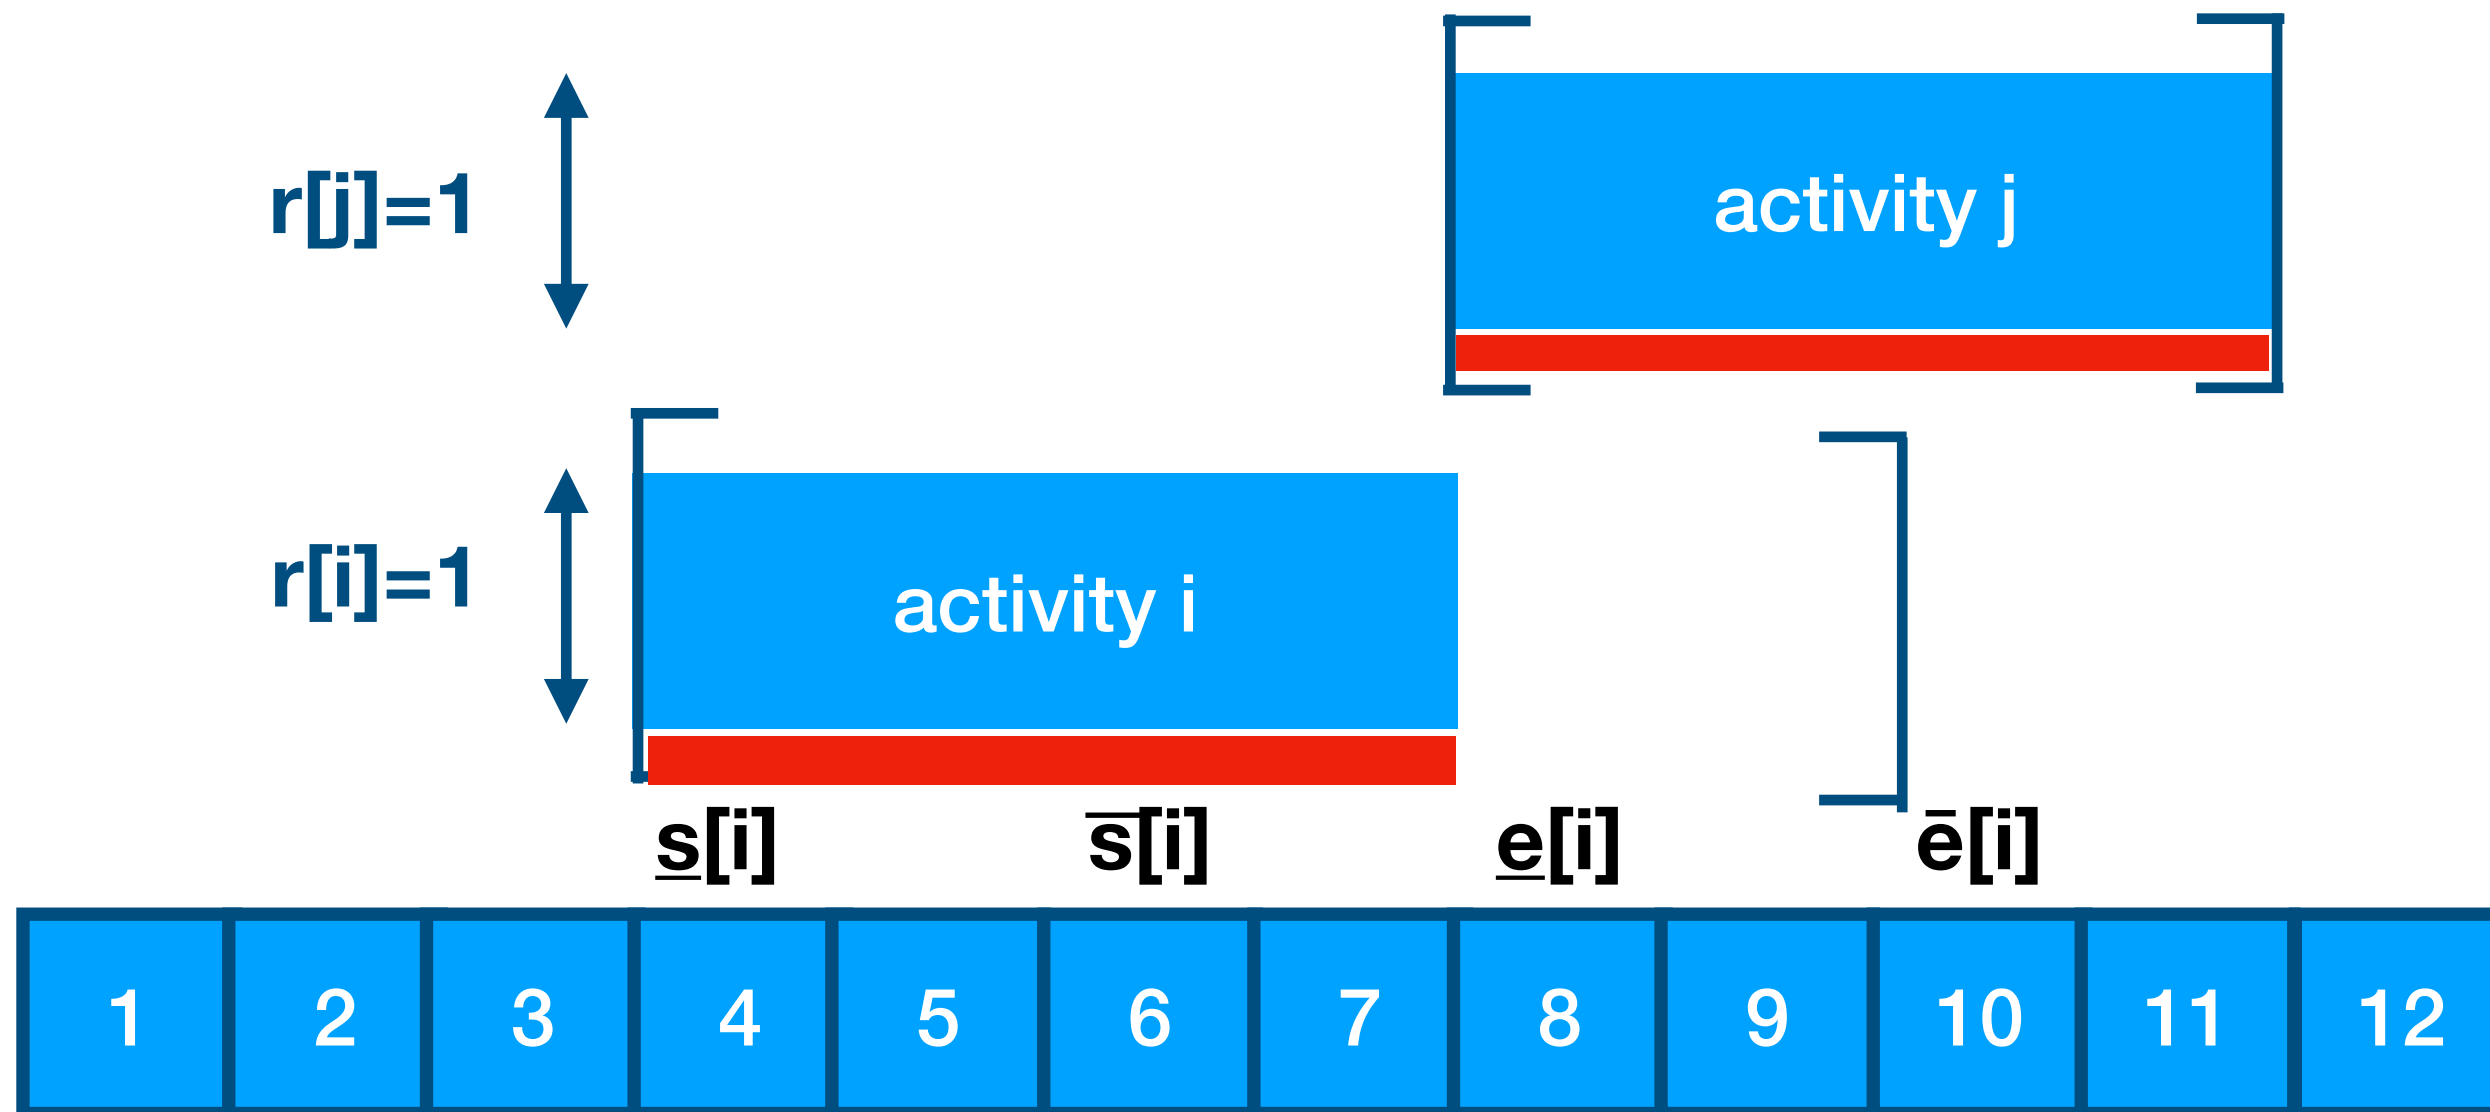 r[j]=1
activity j
r[i]=1
activity i
s̲[i] s̅[i] e̲[i] ē[i]
1 2 3 4 5 6 7 8 9 10 11 12